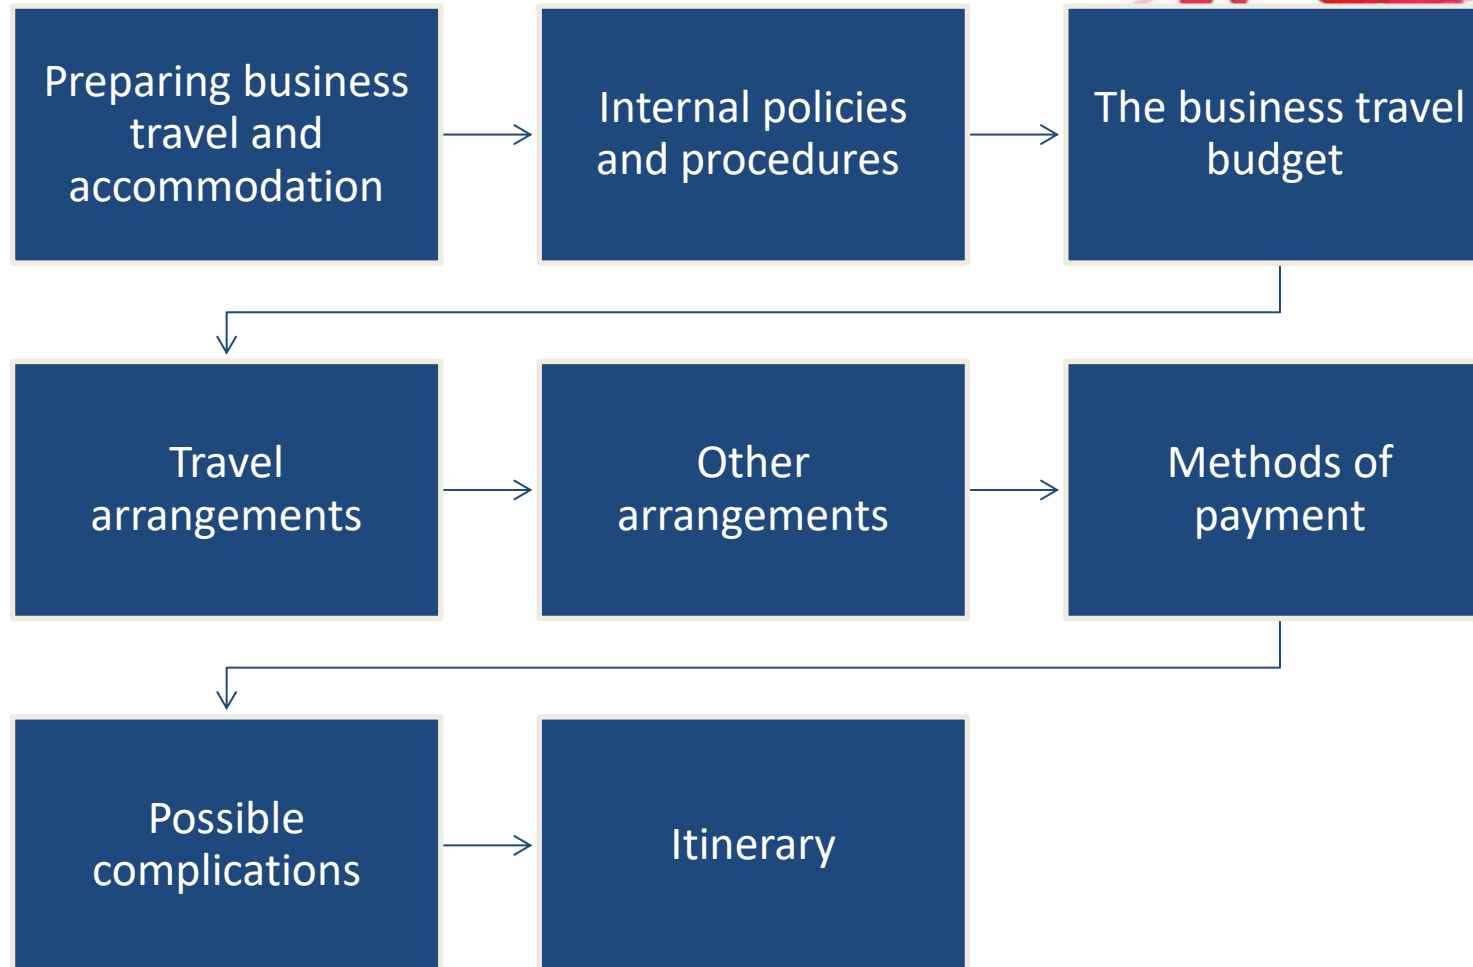 Preparing business
travel and
accommodation
Internal policies
and procedures
The business travel
budget
Travel
arrangements
Other
arrangements
Methods of
payment
Possible
complications
Itinerary